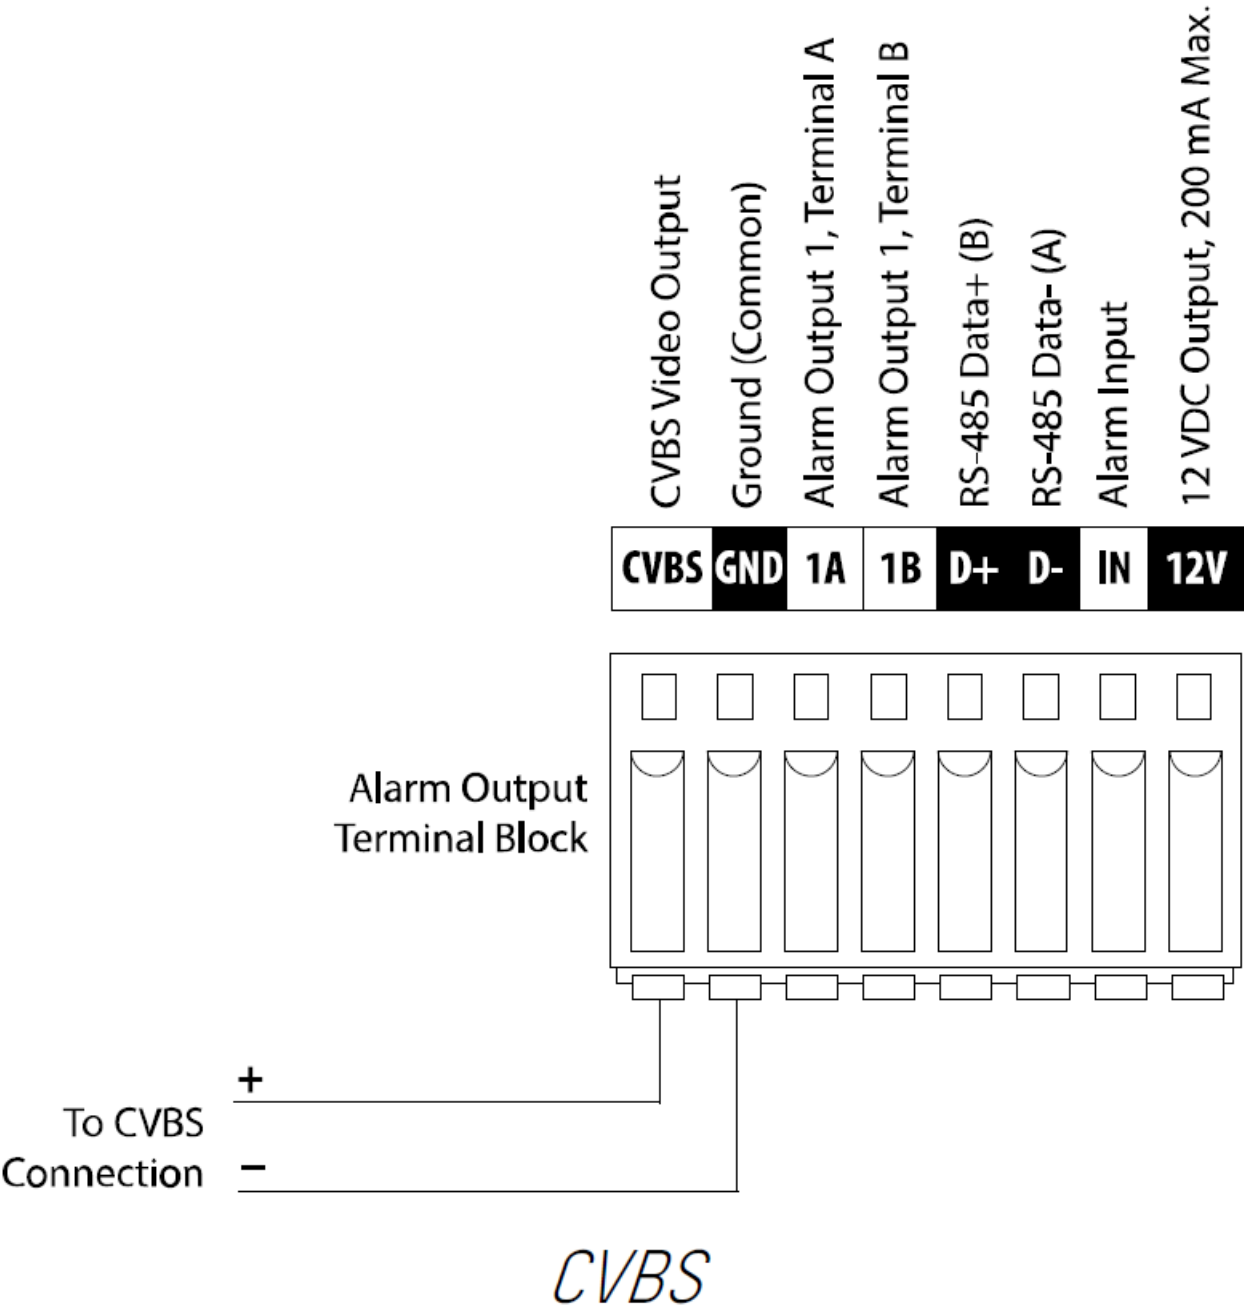 CVBS Video Output
Ground (Common)
Alarm Output 1, Terminal A
Alarm Output 1, Terminal B
RS-485 Data+ (B)
RS-485 Data- (A)
Alarm Input
12 VDC Output, 200 mA Max.
CVBS GND 1A 1B D+ D- IN 12V
Alarm Output
Terminal Block
+
To CVBS
Connection −
CVBS